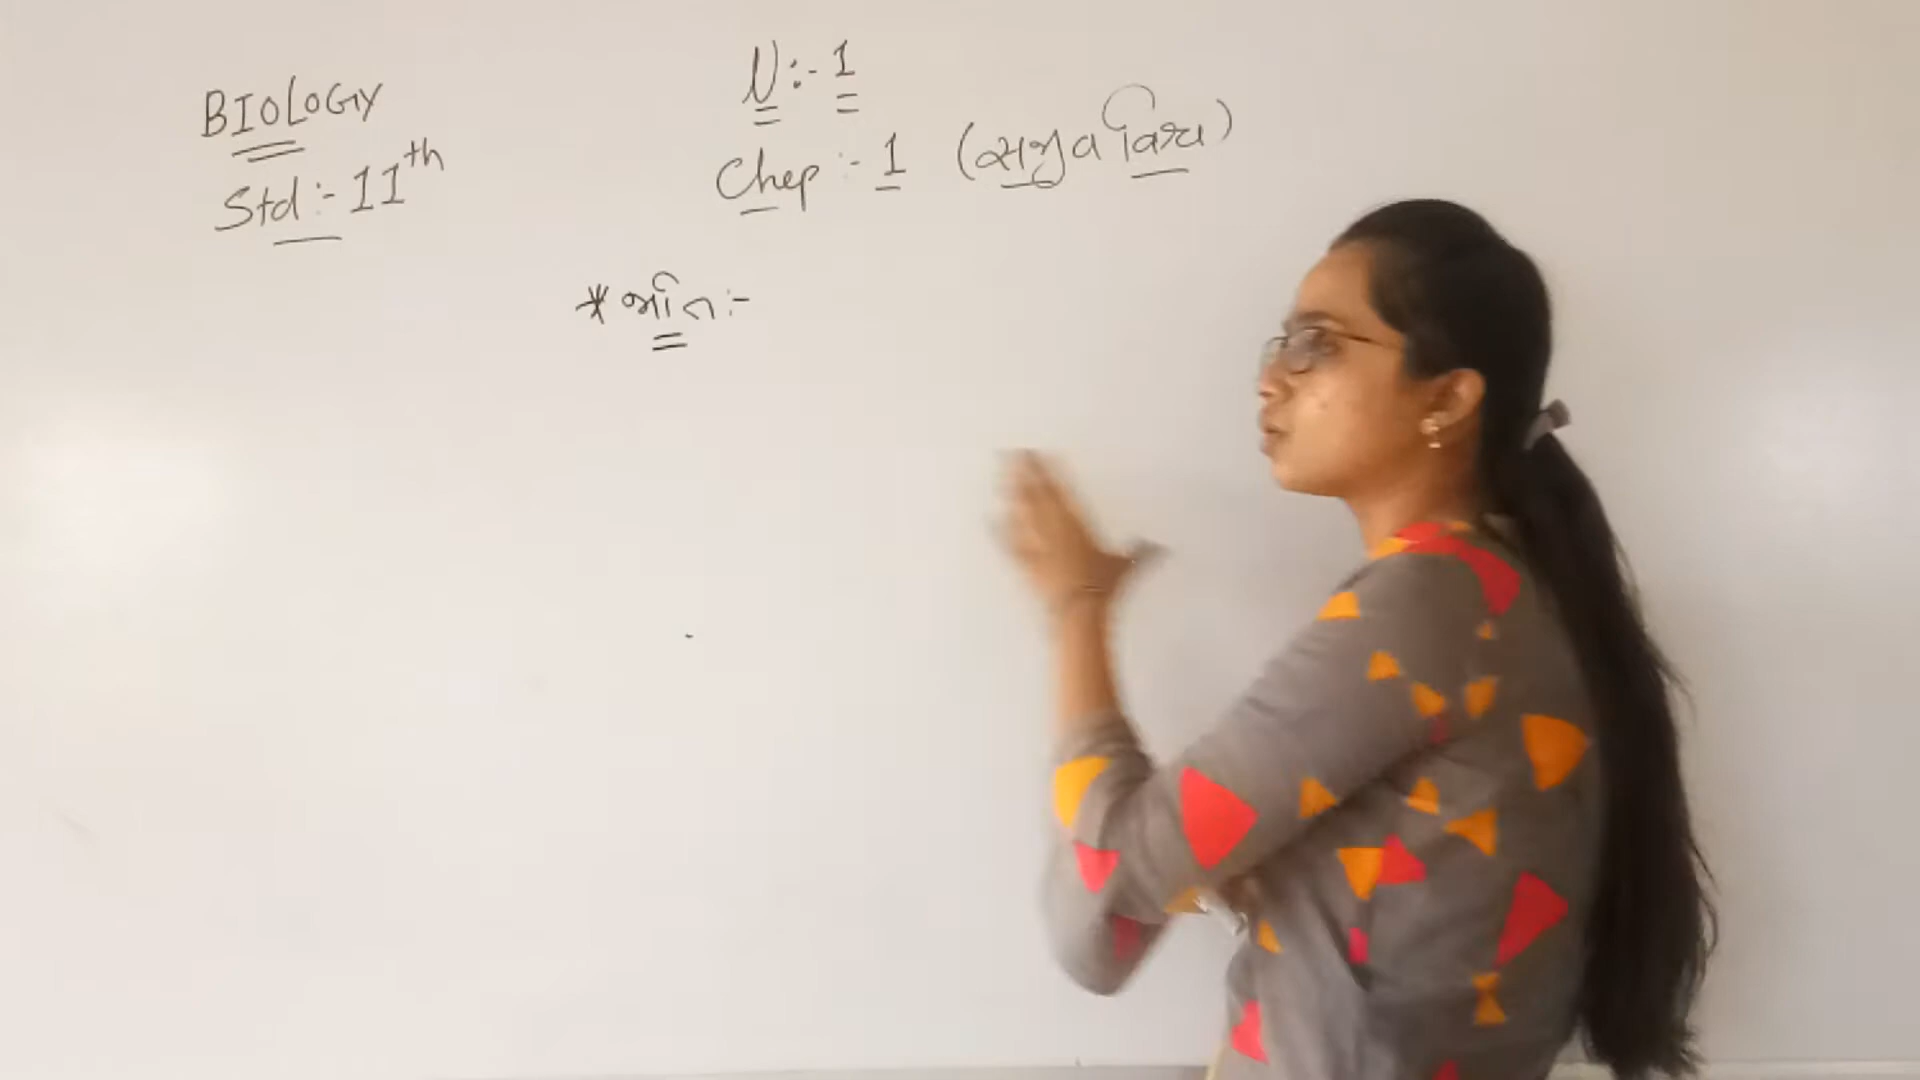 BIOLOGY
Std :- 11th
U :- 1
Chep :- 1 (સજીવ વિશ્વ)
* જાતિ :-